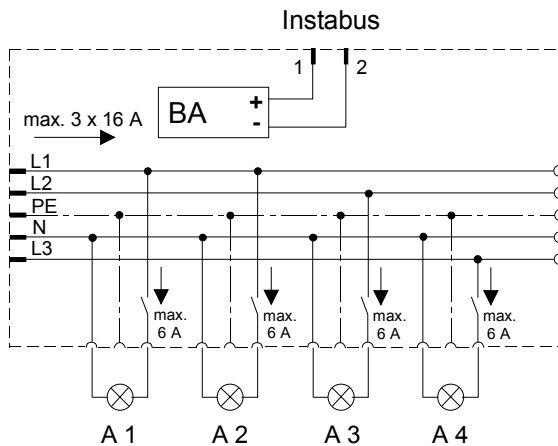 Instabus
1 2
BA + -
max. 3 x 16 A
L1
L2
PE
N
L3
max. 6 A
max. 6 A
max. 6 A
max. 6 A
A 1 A 2 A 3 A 4